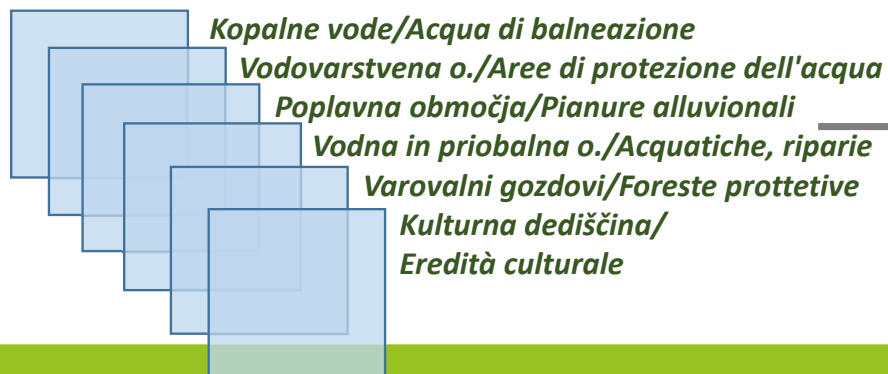 Kopalne vode/Acqua di balneazione
Vodovarstvena o./Aree di protezione dell'acqua
Poplavna območja/Pianure alluvionali
Vodna in priobalna o./Acquatiche, riparie
Varovalni gozdovi/Foreste prottetive
Kulturna dediščina/
Eredità culturale